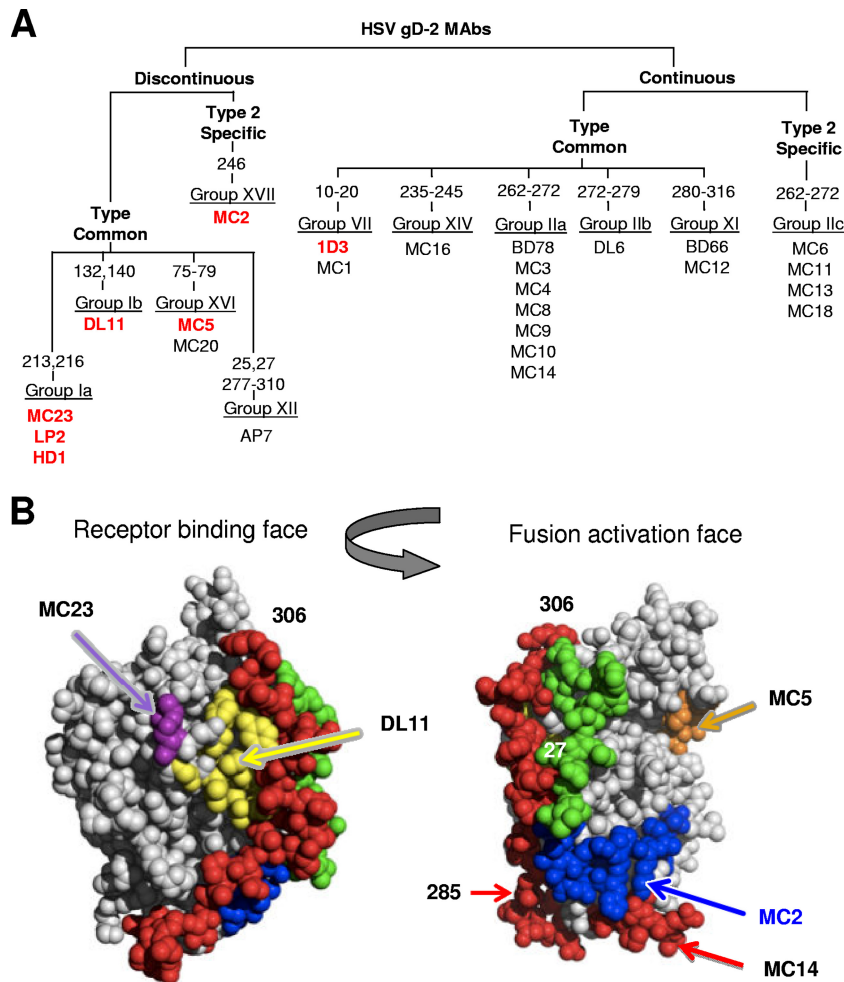 A
HSV gD-2 MAbs
Discontinuous
Continuous
Type 2
Specific
246
Group XVII
MC2
Type
Common
Type 2
Specific
Type
Common
132,140
Group Ib
DL11
75-79
Group XVI
MC5
MC20
213,216
Group Ia
MC23
LP2
HD1
25,27
277-310
Group XII
AP7
10-20
Group VII
1D3
MC1
235-245
Group XIV
MC16
262-272
Group IIa
BD78
MC3
MC4
MC8
MC9
MC10
MC14
272-279
Group IIb
DL6
280-316
Group XI
BD66
MC12
262-272
Group IIc
MC6
MC11
MC13
MC18
B
Receptor binding face
Fusion activation face
MC23
306
DL11
306
MC5
27
285
MC2
MC14